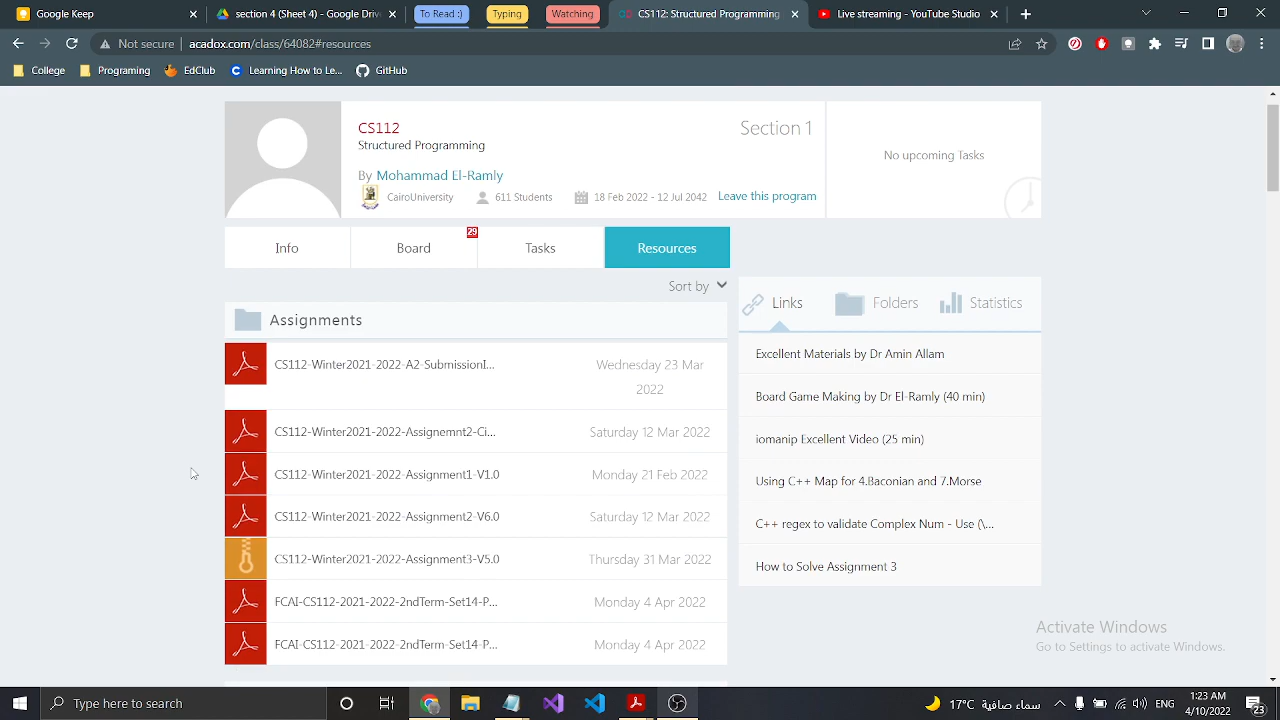 Google Keep
section 4 CS112 - Google Drive
To Read :)
Typing
Watching
CS112: Structured Programming
Live streaming - YouTube Studio
Not secure
acadox.com/class/64082#resources
College
Programming
EdClub
Learning How to Le...
GitHub
CS112
Structured Programming
By Mohammad El-Ramly
CairoUniversity
611 Students
18 Feb 2022 - 12 Jul 2042
Leave this program
Section 1
No upcoming Tasks
Info
Board
29
Tasks
Resources
Sort by
Assignments
CS112-Winter2021-2022-A2-SubmissionI...
Wednesday 23 Mar
2022
CS112-Winter2021-2022-Assignemnt2-Ci...
Saturday 12 Mar 2022
CS112-Winter2021-2022-Assignment1-V1.0
Monday 21 Feb 2022
CS112-Winter2021-2022-Assignment2-V6.0
Saturday 12 Mar 2022
CS112-Winter2021-2022-Assignment3-V5.0
Thursday 31 Mar 2022
FCAI-CS112-2021-2022-2ndTerm-Set14-P...
Monday 4 Apr 2022
FCAI-CS112-2021-2022-2ndTerm-Set14-P...
Monday 4 Apr 2022
Links
Folders
Statistics
Excellent Materials by Dr Amin Allam
Board Game Making by Dr El-Ramly (40 min)
iomanip Excellent Video (25 min)
Using C++ Map for 4.Baconian and 7.Morse
C++ regex to validate Complex Num - Use (\...
How to Solve Assignment 3
Activate Windows
Go to Settings to activate Windows.
Type here to search
17°C
ENG
1:23 AM
4/10/2022